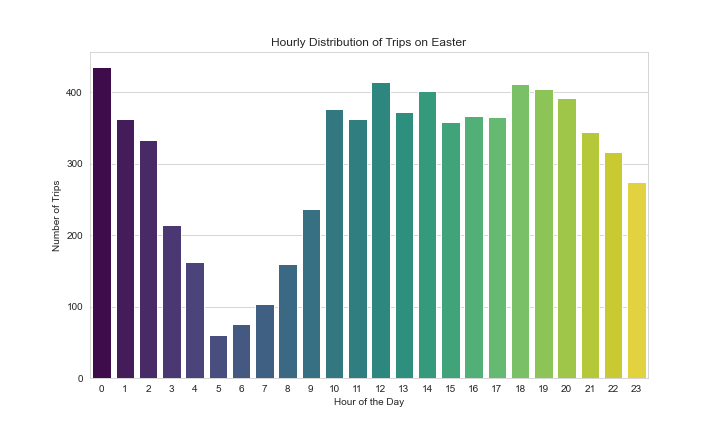 Hourly Distribution of Trips on Easter
Number of Trips
400
300
200
100
0
0 1 2 3 4 5 6 7 8 9 10 11 12 13 14 15 16 17 18 19 20 21 22 23
Hour of the Day